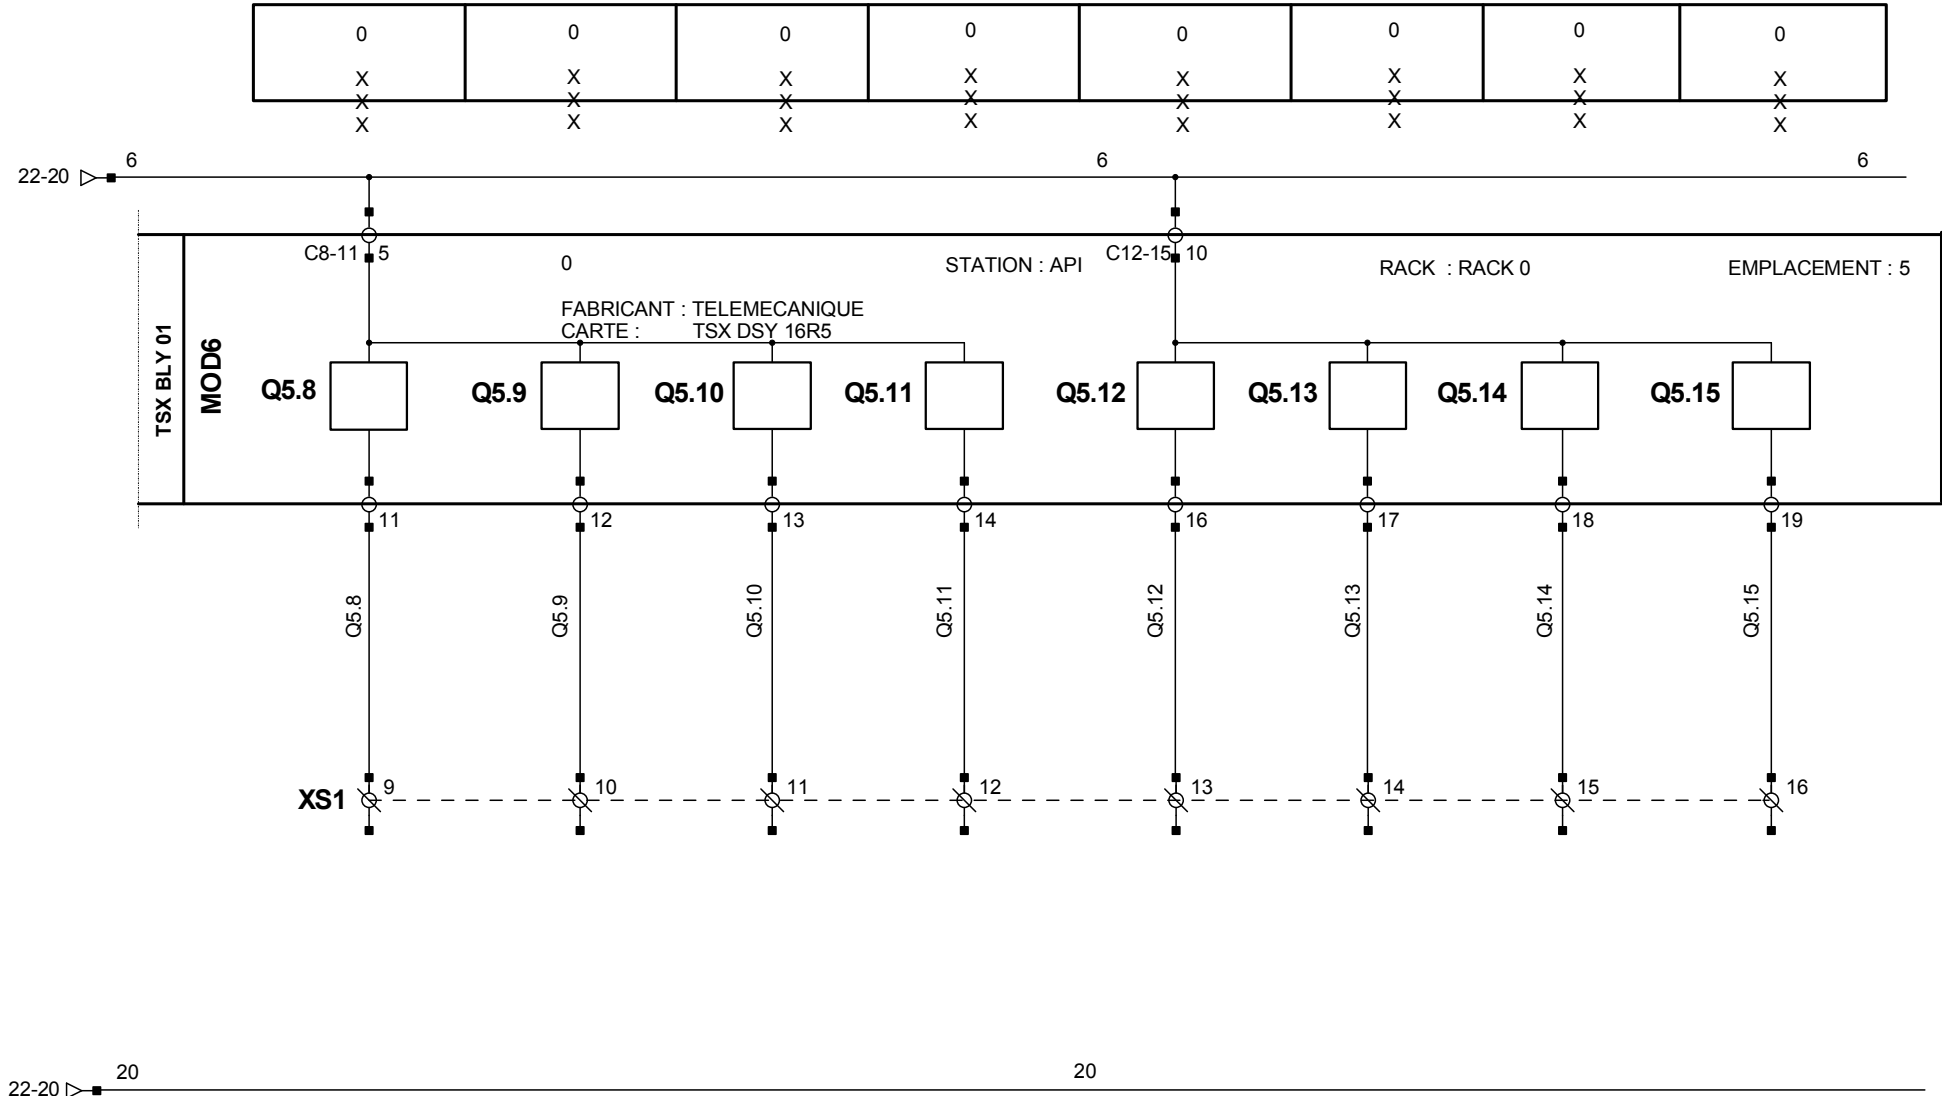 0 0 0 0 0 0 0 0
X X X X X X X X
X X X X X X X X
X X X X X X X X
6 6 6
22-20
C8-11 5 0 STATION : API C12-15 10 RACK : RACK 0 EMPLACEMENT : 5
FABRICANT : TELEMECANIQUE
CARTE : TSX DSY 16R5
TSX BLY 01
MOD6
Q5.8 Q5.9 Q5.10 Q5.11 Q5.12 Q5.13 Q5.14 Q5.15
11 12 13 14 16 17 18 19
Q5.8 Q5.9 Q5.10 Q5.11 Q5.12 Q5.13 Q5.14 Q5.15
XS1 9 10 11 12 13 14 15 16
20 20
22-20